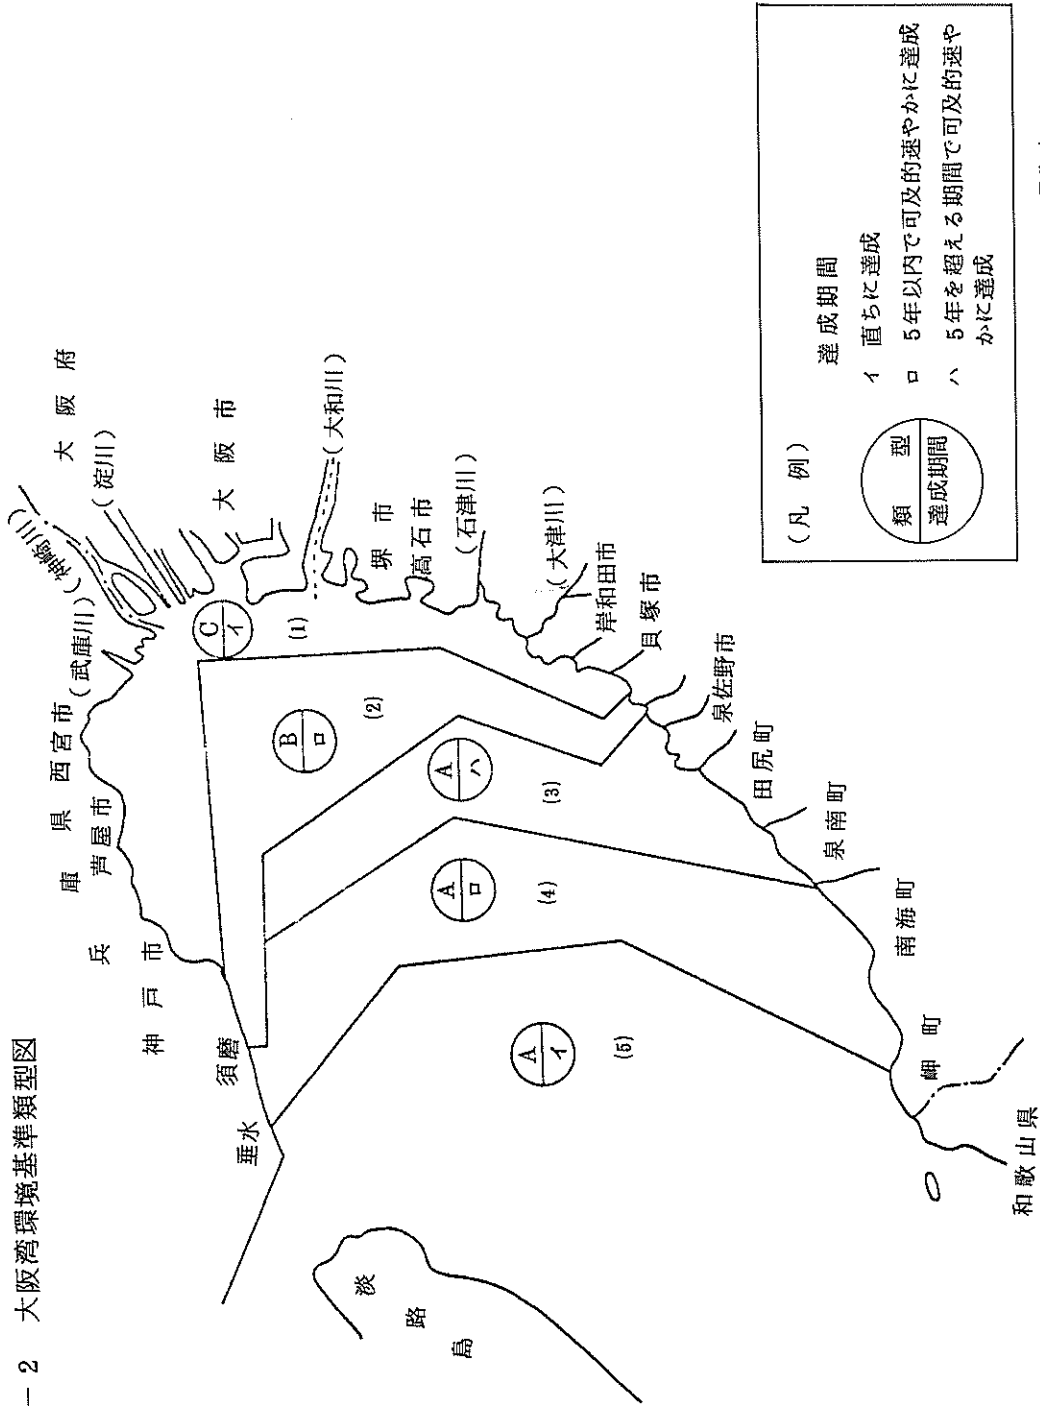 ― 2　大阪湾環境基準類型図
大阪府
(神崎川)
(淀川)
(武庫川)
西宮市
兵庫県
芦屋市
神戸市
須磨
垂水
大阪市
(大和川)
堺市
高石市
(石津川)
(大津川)
岸和田市
貝塚市
泉佐野市
田尻町
泉南町
南海町
岬町
和歌山県
淡路島
C
イ
(1)
B
ロ
(2)
A
ハ
(3)
A
ロ
(4)
A
イ
(5)
(凡例)
類型
達成期間
達成期間
イ　直ちに達成
ロ　5年以内で可及的速やかに達成
ハ　5年を超える期間で可及的速や
かに達成